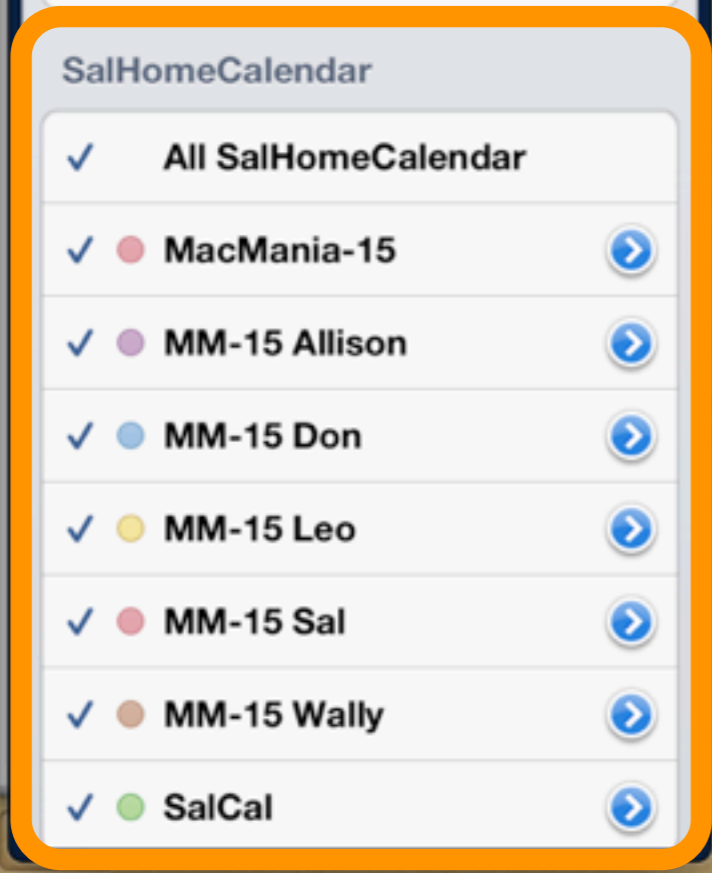 SalHomeCalendar
All SalHomeCalendar
MacMania-15
MM-15 Allison
MM-15 Don
MM-15 Leo
MM-15 Sal
MM-15 Wally
SalCal